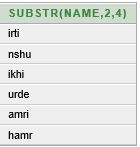 SUBSTR(NAME,2,4)
irti
nshu
ikhi
urde
amri
hamr